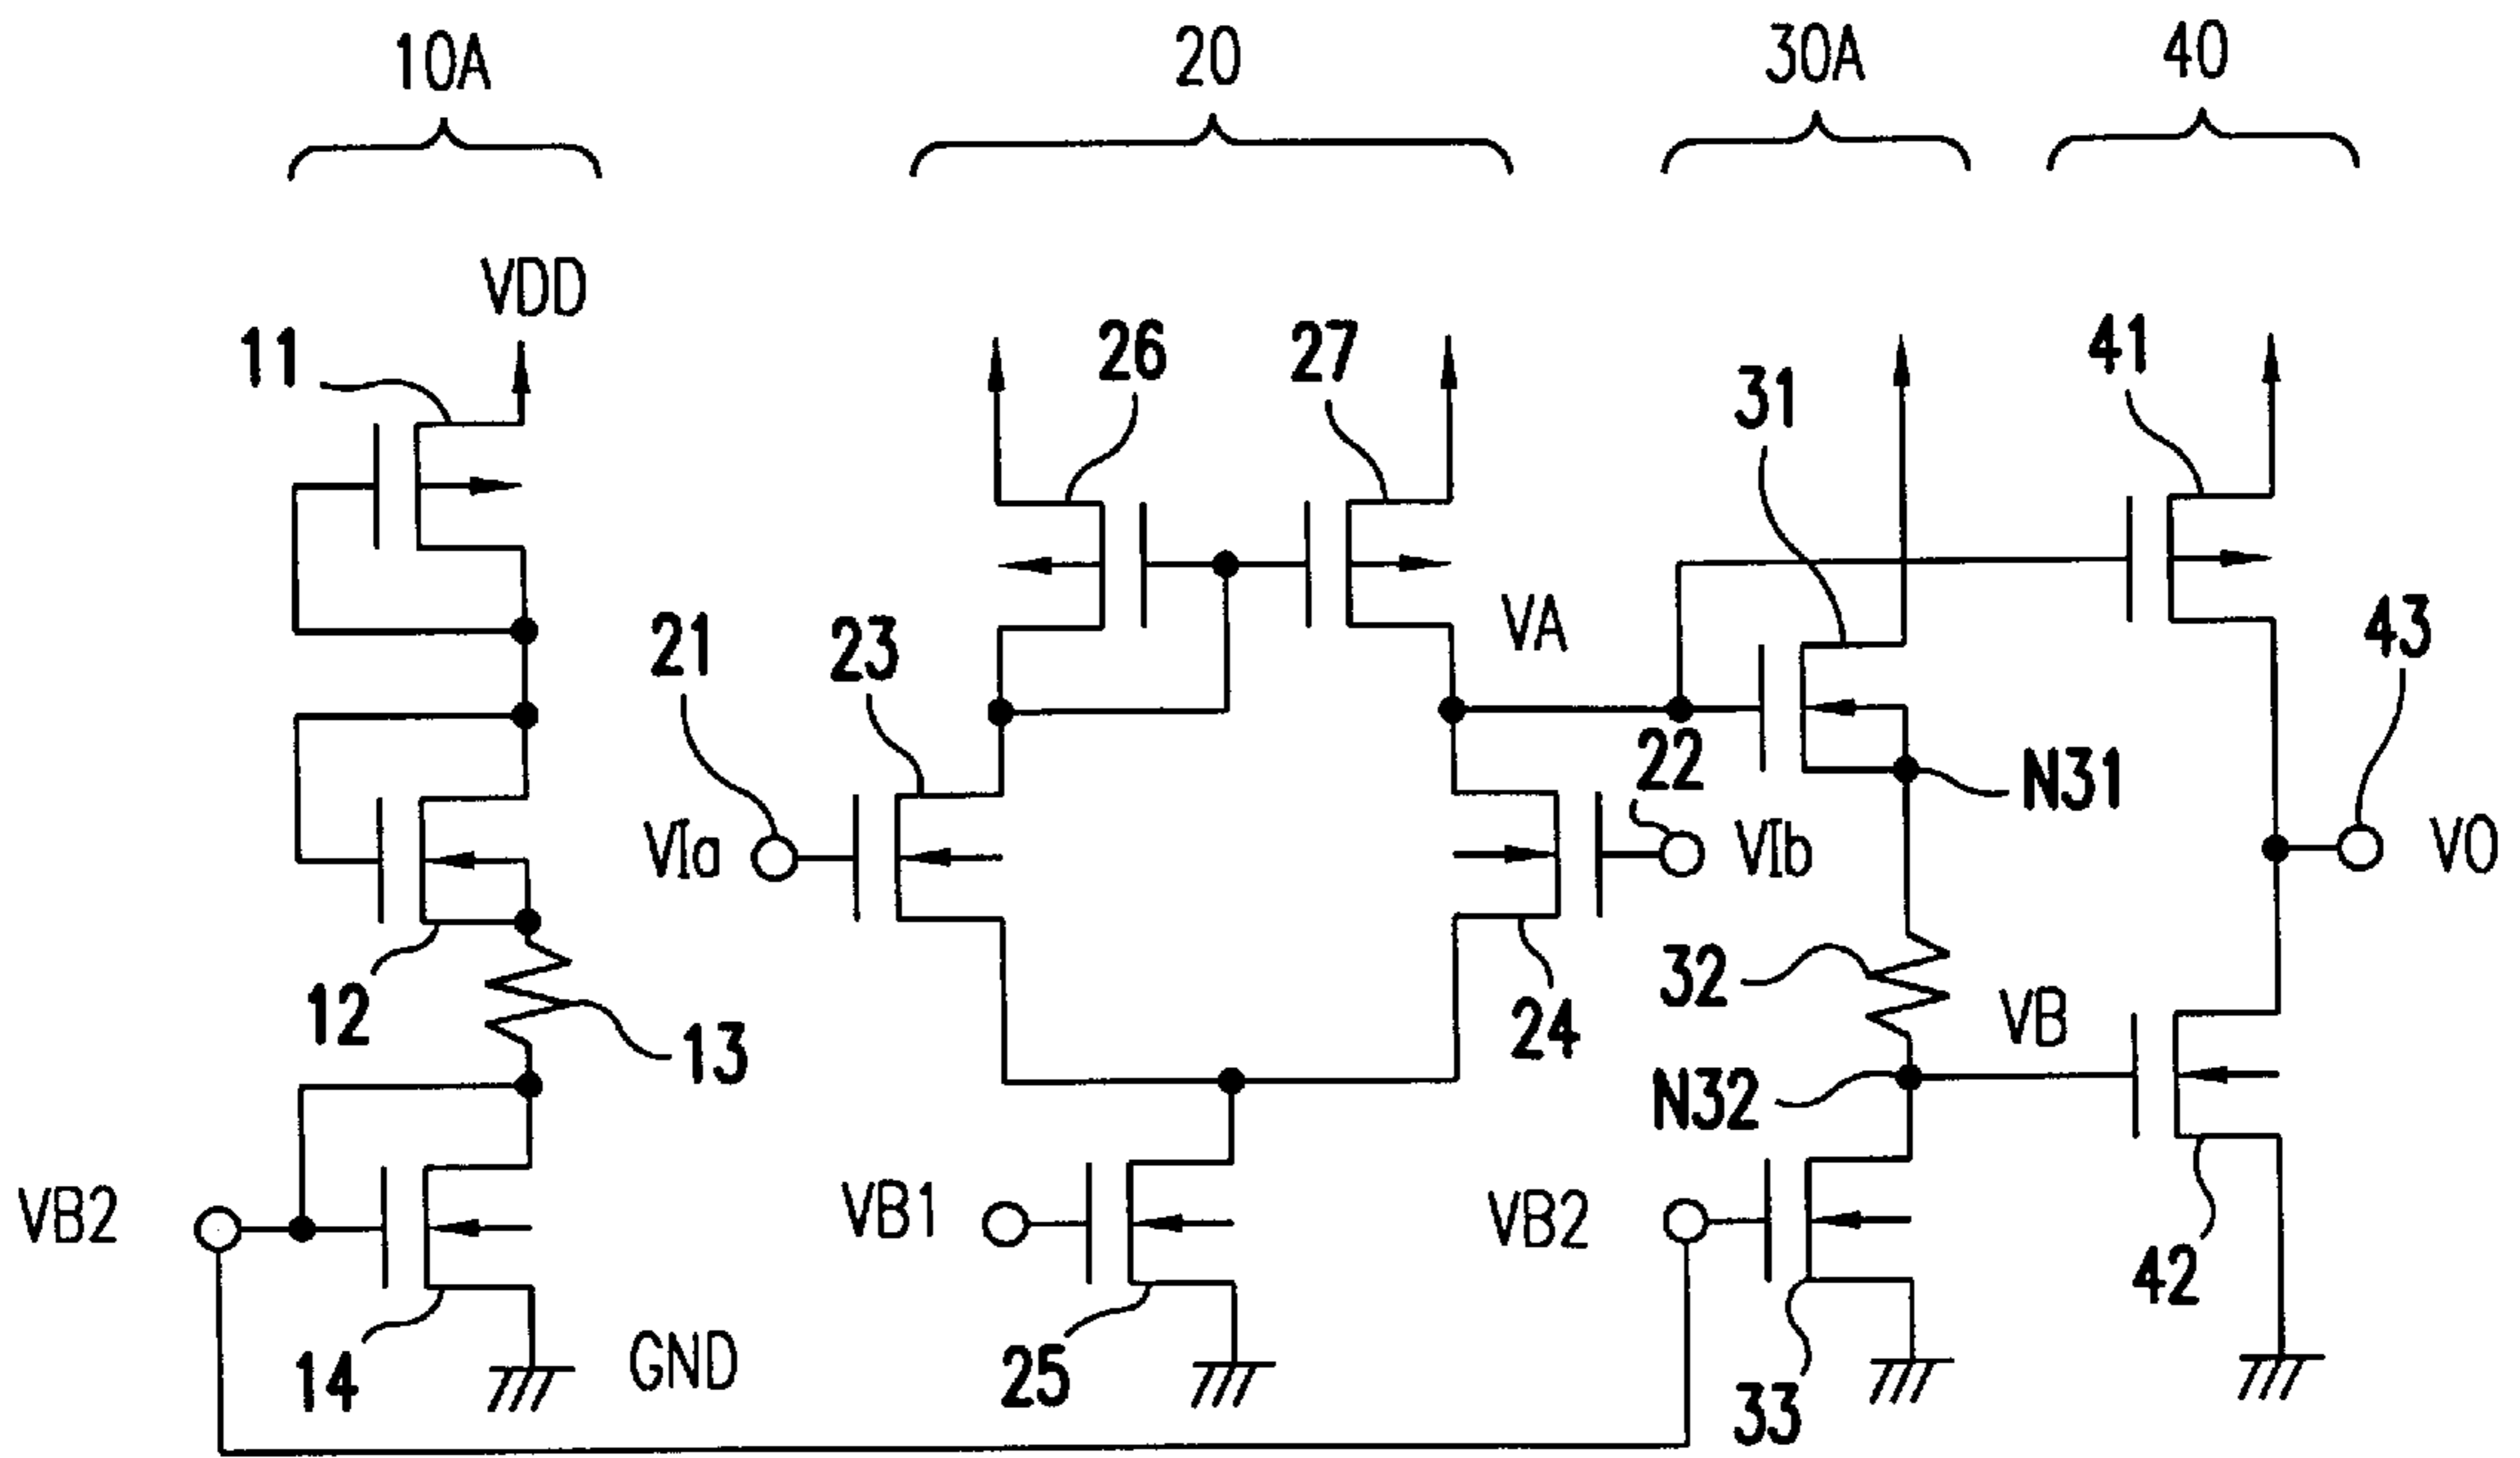 10A 20 30A 40
VDD
11 26 27 31 41
21 23 VA 43
22 N31
VIa VIb VO
12 13 24 32 VB
N32
VB2 VB1 VB2
14 GND 25 33 42